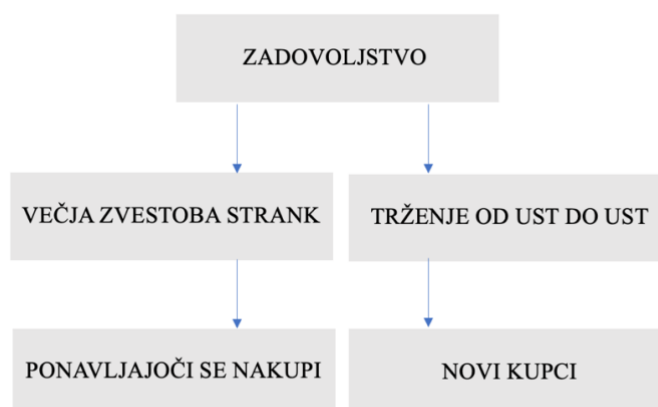 ZADOVOLJSTVO
VEČJA ZVESTOBA STRANK
TRŽENJE OD UST DO UST
PONAVLJAJOČI SE NAKUPI
NOVI KUPCI